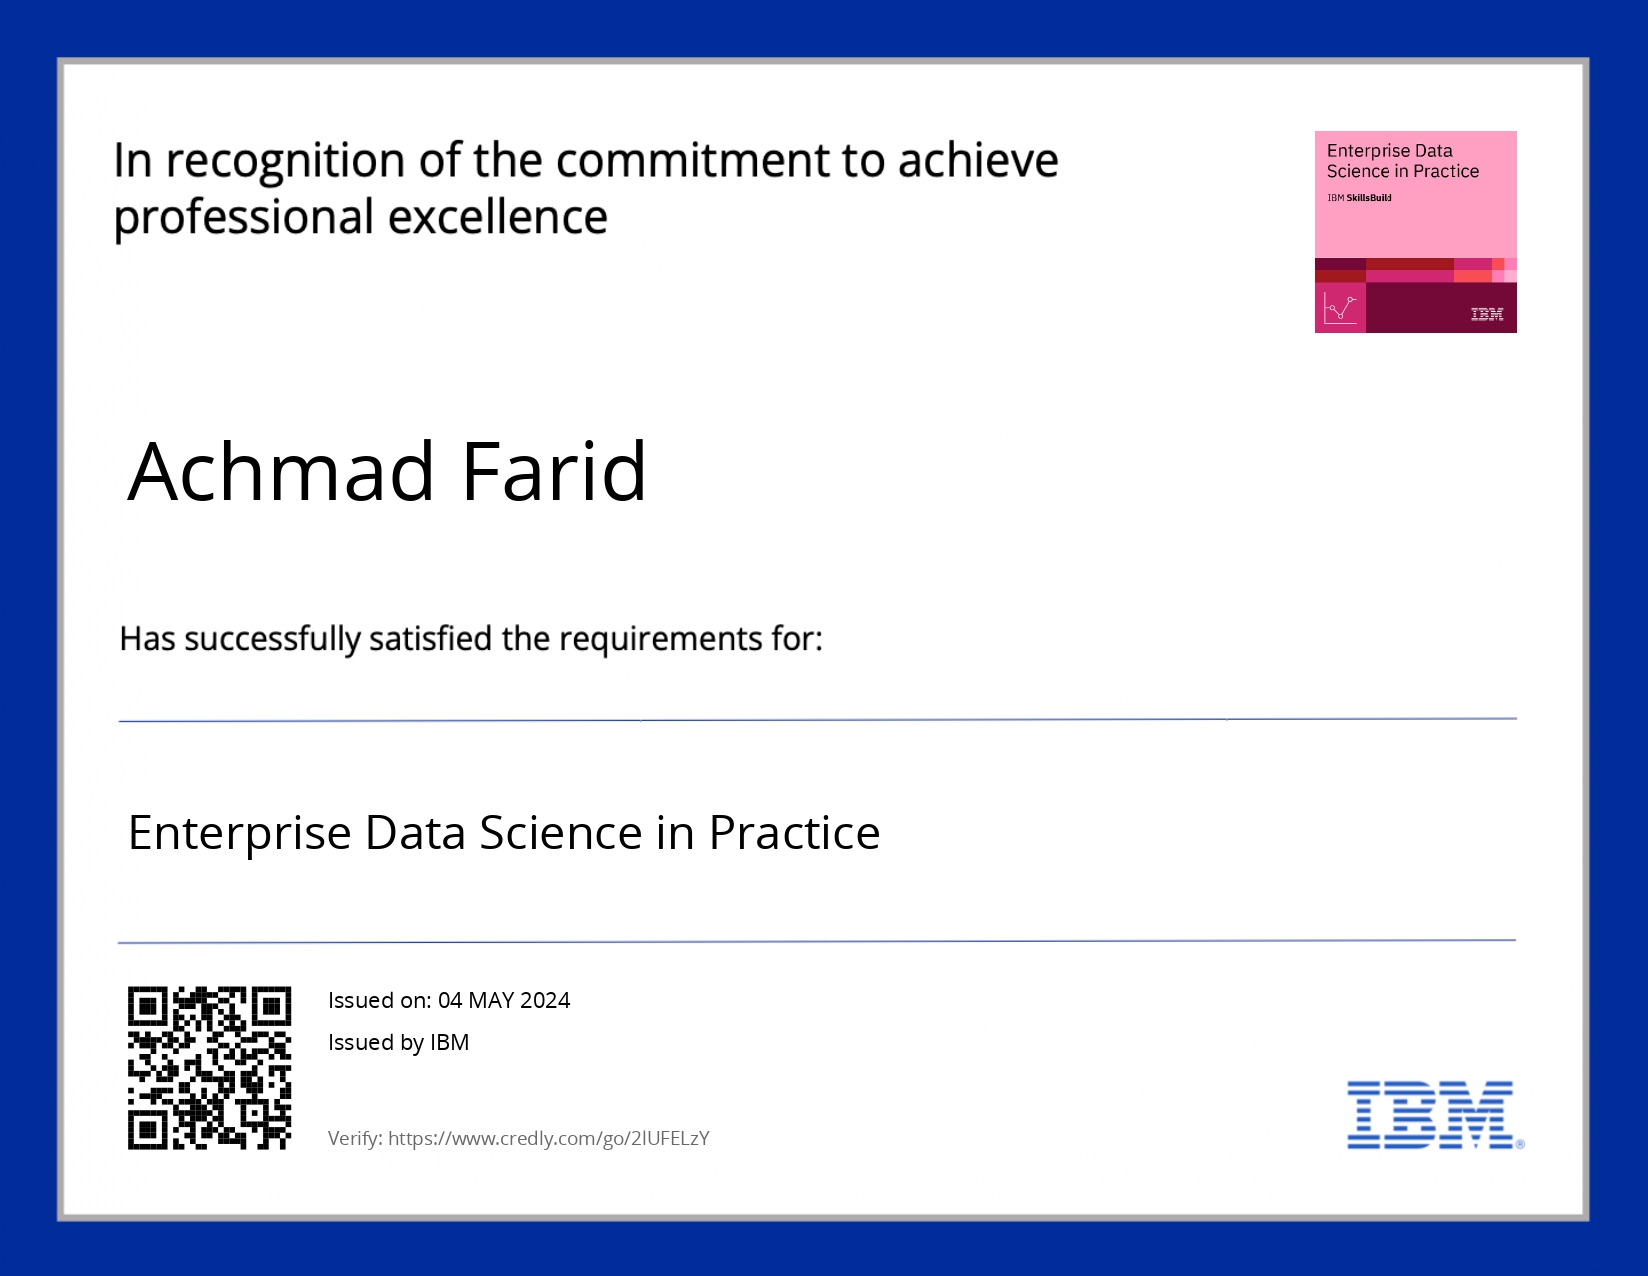 In recognition of the commitment to achieve
professional excellence
Enterprise Data
Science in Practice
IBM SkillsBuild
IBM
Achmad Farid
Has successfully satisfied the requirements for:
Enterprise Data Science in Practice
Issued on: 04 MAY 2024
Issued by IBM
Verify: https://www.credly.com/go/2lUFELzY
IBM®